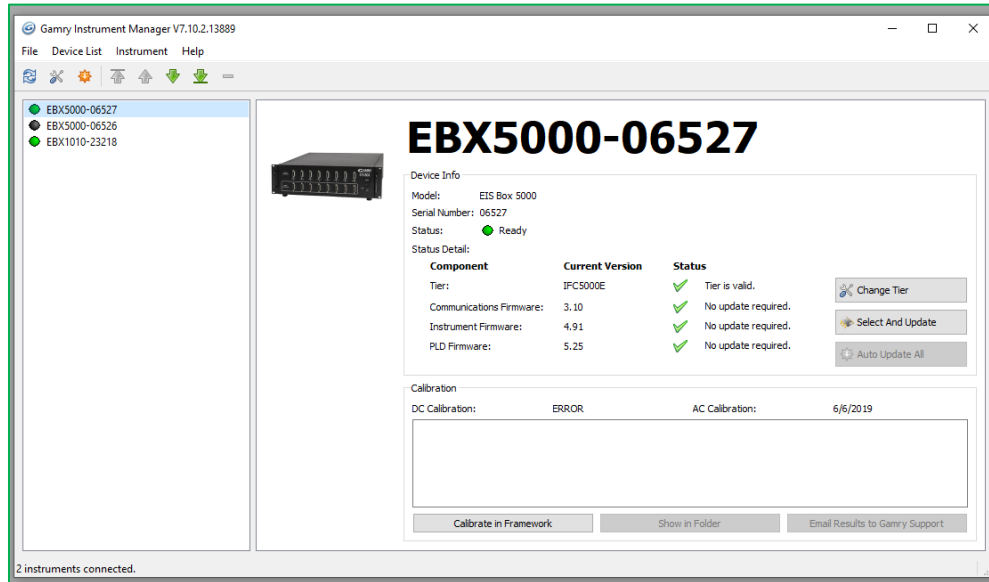 Gamry Instrument Manager V7.10.2.13889
File Device List Instrument Help
EBX5000-06527
EBX5000-06526
EBX1010-23218
EBX5000-06527
Device Info
Model: EIS Box 5000
Serial Number: 06527
Status: Ready
Status Detail:
Component Current Version Status
Tier: IFC5000E Tier is valid.
Change Tier
Communications Firmware: 3.10 No update required.
Instrument Firmware: 4.91 No update required.
Select And Update
PLD Firmware: 5.25 No update required.
Auto Update All
Calibration
DC Calibration: ERROR AC Calibration: 6/6/2019
Calibrate in Framework Show in Folder Email Results to Gamry Support
2 instruments connected.